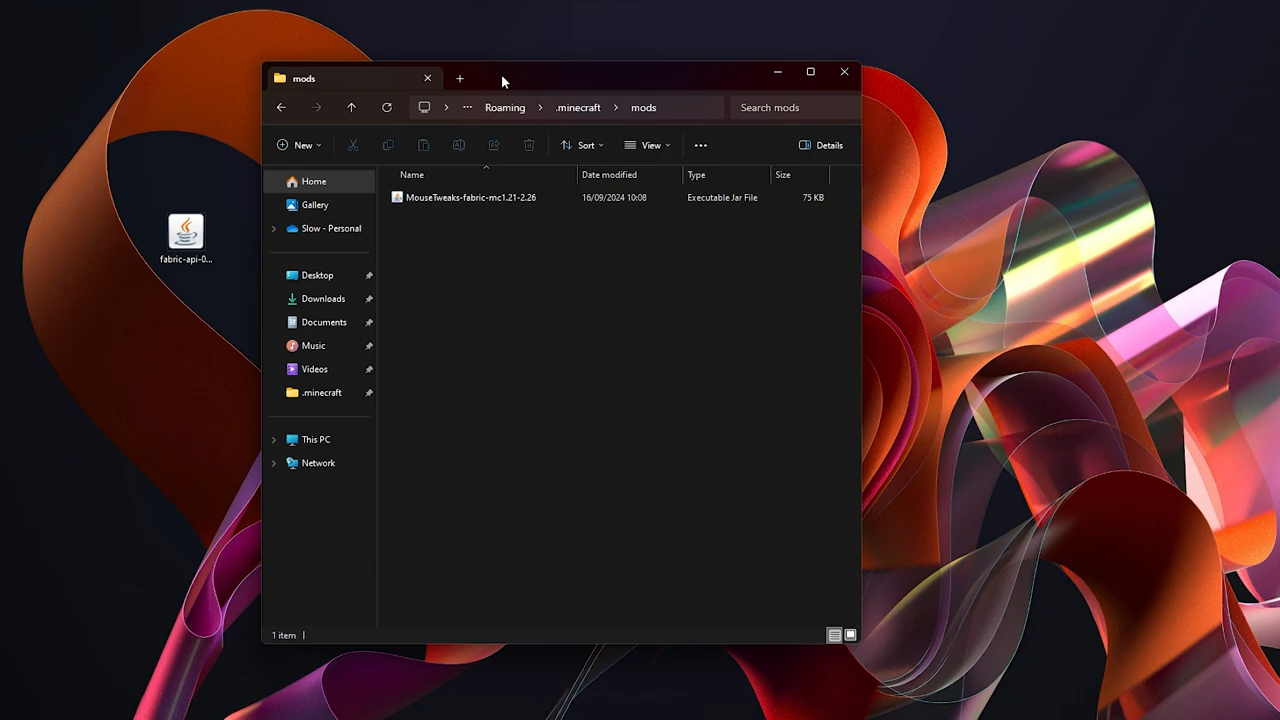 mods
Roaming
.minecraft
mods
Search mods
New
Sort
View
Details
Name
Date modified
Type
Size
Home
MouseTweaks-fabric-mc1.21-2.26
16/09/2024 10:08
Executable Jar File
75 KB
Gallery
Slow - Personal
fabric-api-0...
Desktop
Downloads
Documents
Music
Videos
.minecraft
This PC
Network
1 item